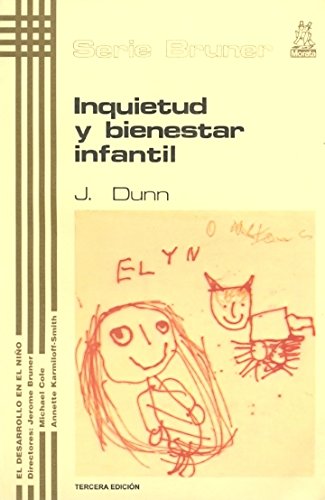 Serie Bruner
Morata
Inquietud
y bienestar
infantil
J. Dunn
ELYN
EL DESARROLLO EN EL NIÑO
Directores: Jerome Bruner
Michael Cole
Annette Karmiloff-Smith
TERCERA EDICIÓN